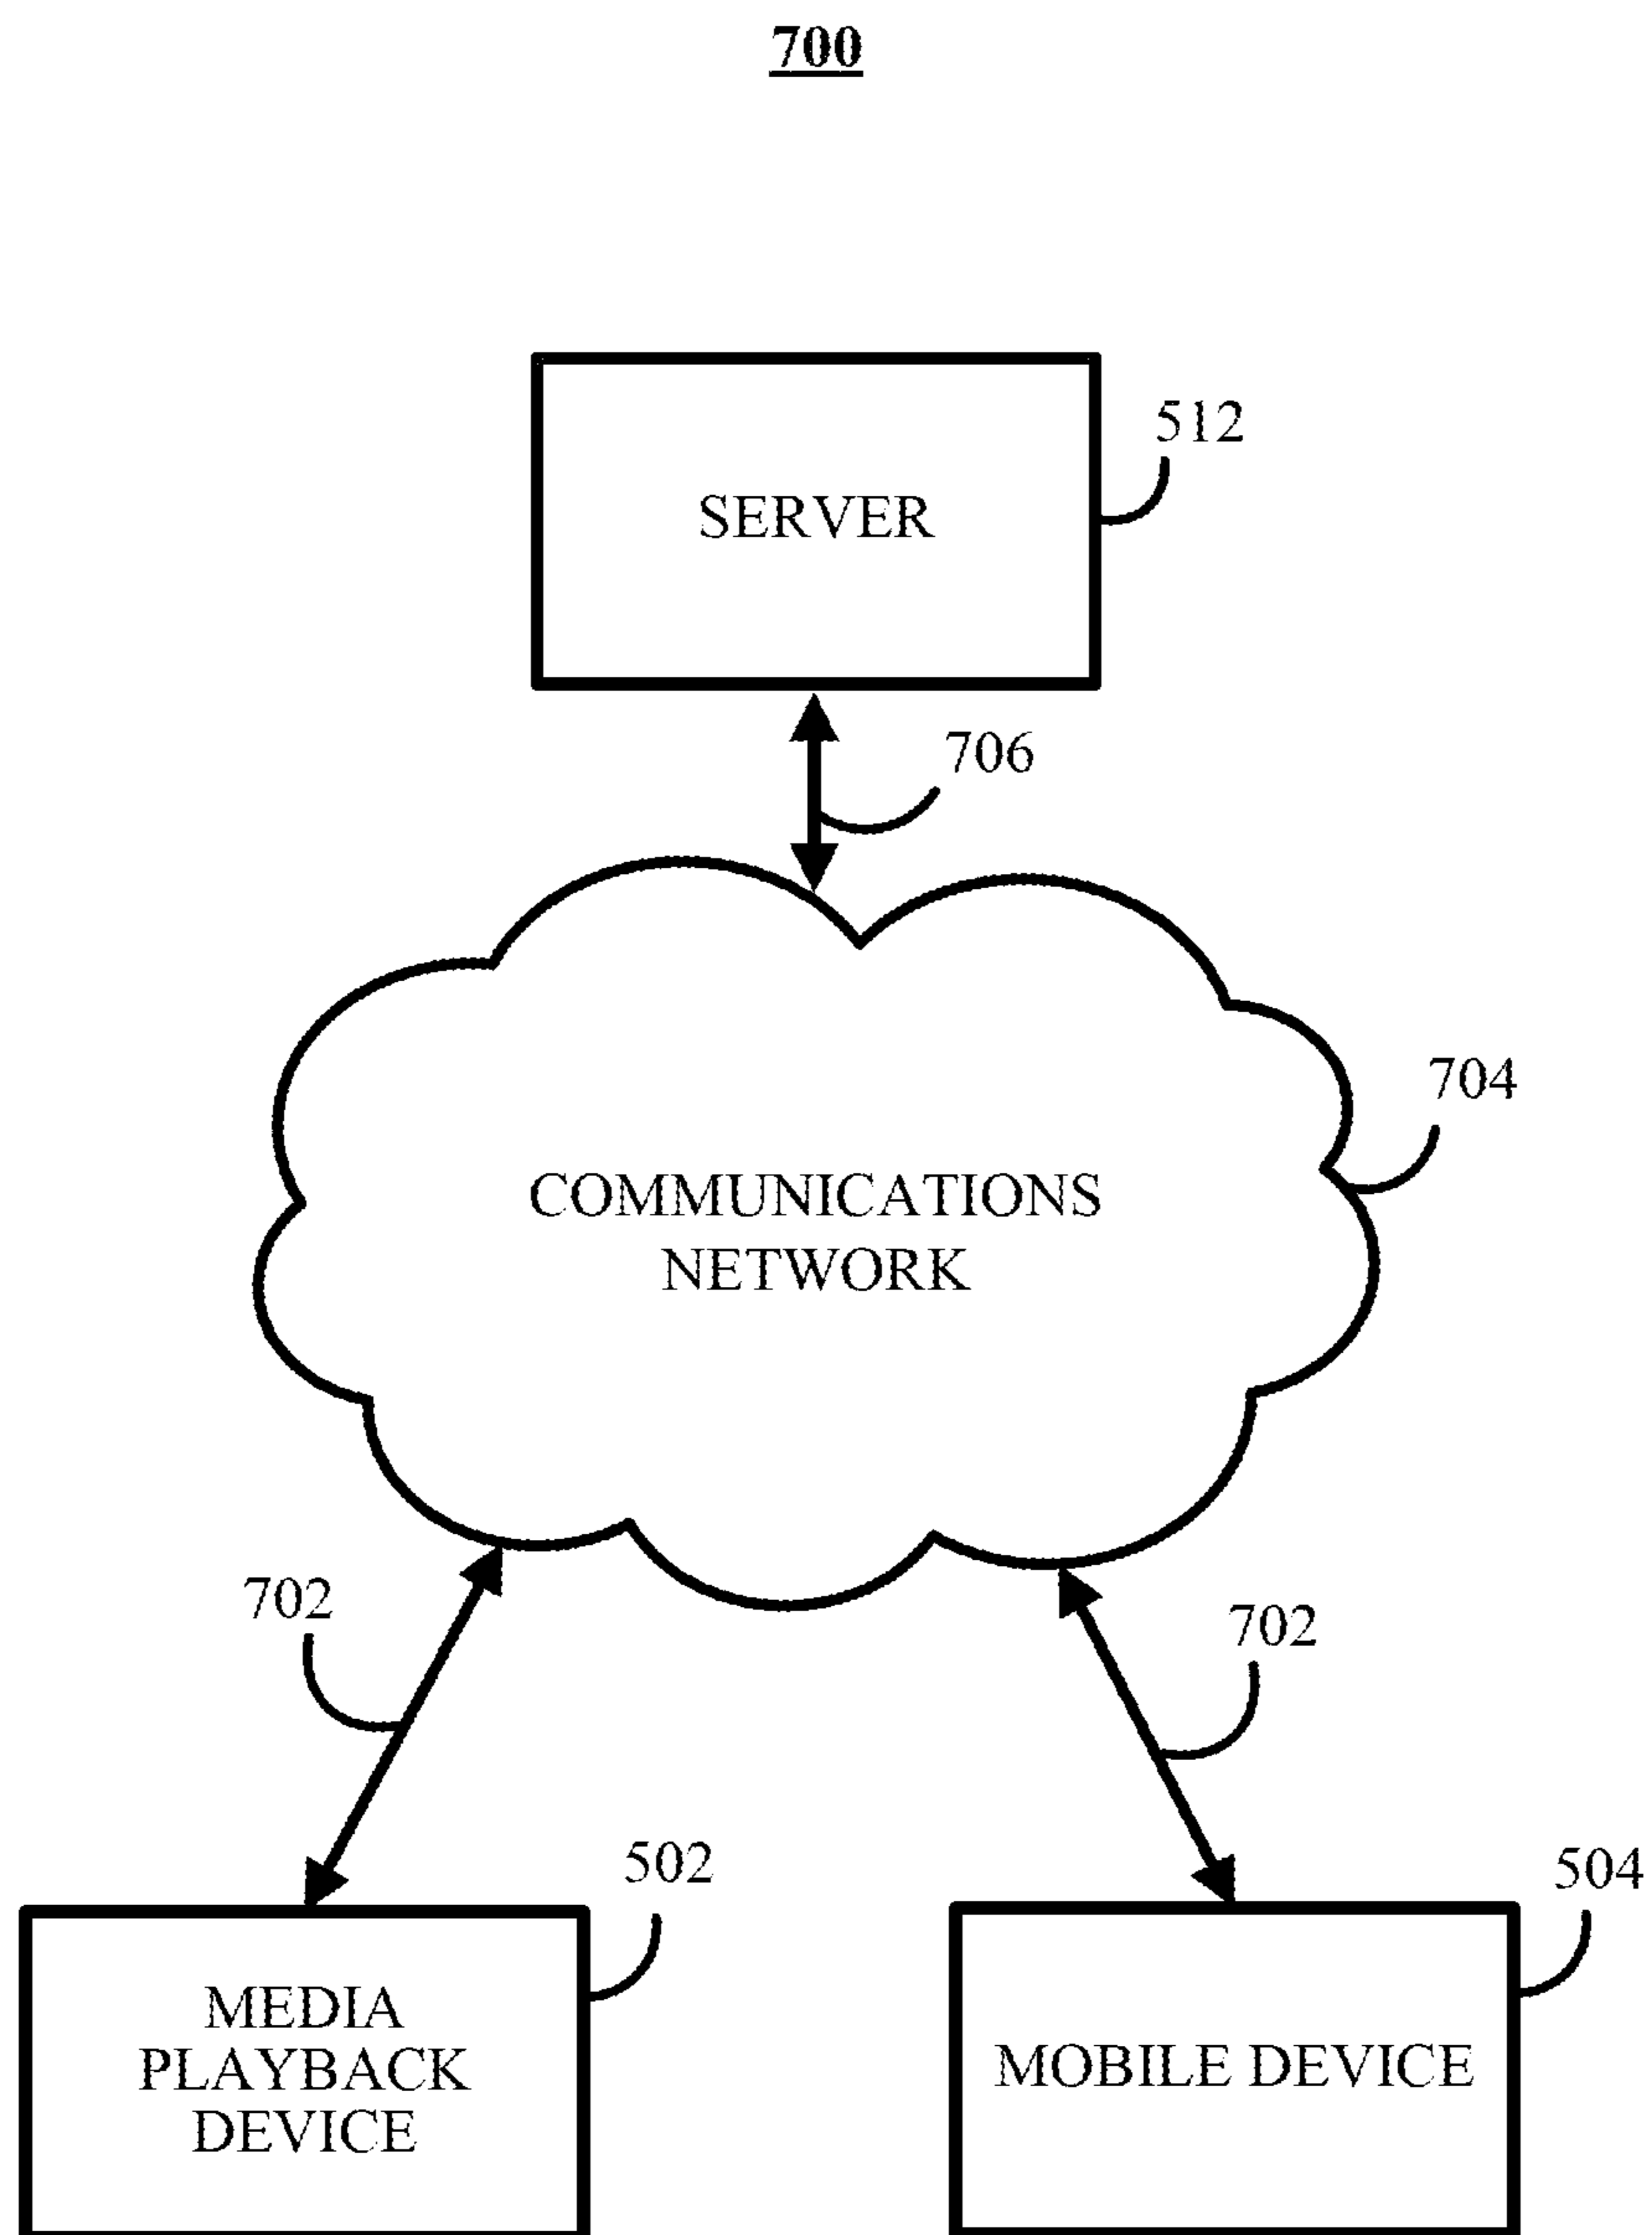 700
512
SERVER
706
704
COMMUNICATIONS
NETWORK
702
702
502
504
MEDIA
PLAYBACK
DEVICE
MOBILE DEVICE